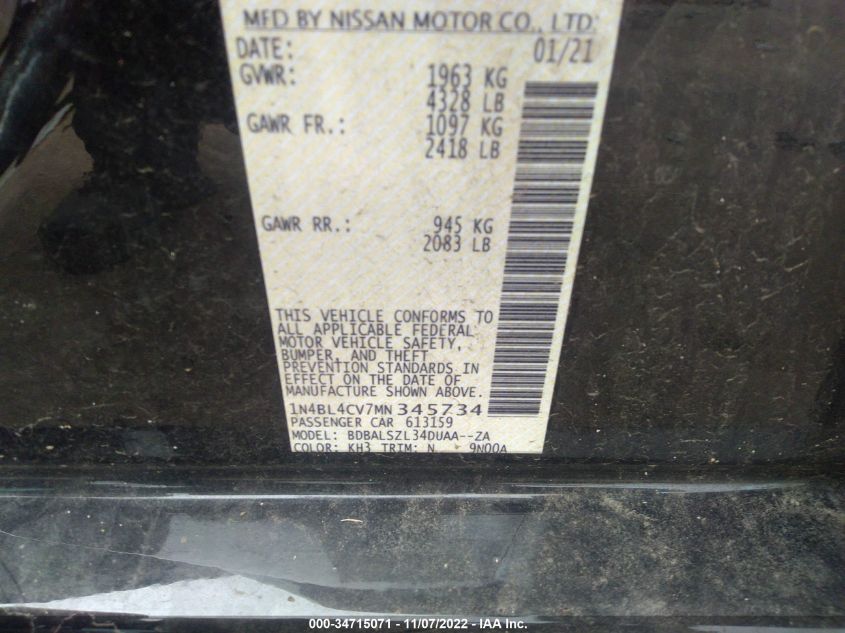 MFD BY NISSAN MOTOR CO., LTD.
DATE: 01/21
GVWR: 1963 KG
4328 LB
GAWR FR.: 1097 KG
2418 LB
GAWR RR.: 945 KG
2083 LB
THIS VEHICLE CONFORMS TO
ALL APPLICABLE FEDERAL
MOTOR VEHICLE SAFETY,
BUMPER, AND THEFT
PREVENTION STANDARDS IN
EFFECT ON THE DATE OF
MANUFACTURE SHOWN ABOVE.
1N4BL4CV7MN345734
PASSENGER CAR 613159
MODEL: BDBALSZL34DUAA--ZA
COLOR: KH3 TRIM: N 9N00A
000-34715071 - 11/07/2022 - IAA Inc.